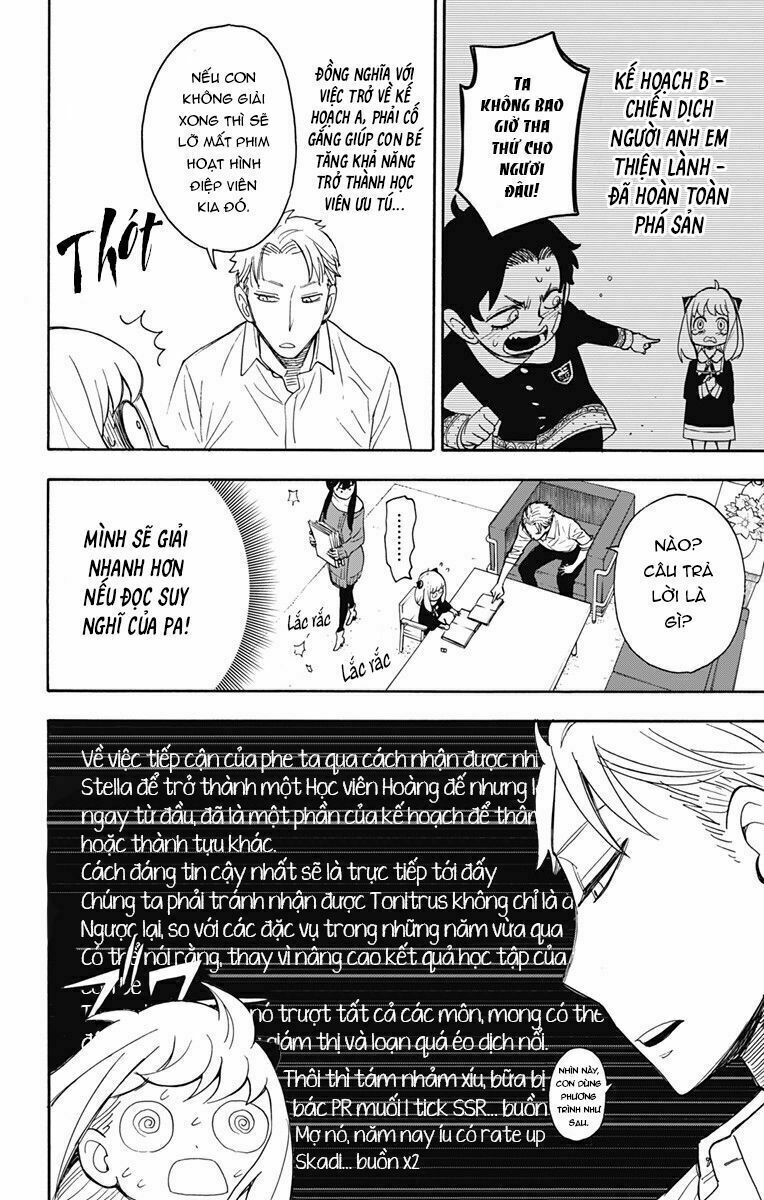 KẾ HOẠCH B –
CHIẾN DỊCH
NGƯỜI ANH EM
THIỆN LÀNH –
ĐÃ HOÀN TOÀN
PHÁ SẢN
TA
KHÔNG BAO
GIỜ THA
THỨ CHO
NGƯƠI
ĐÂU!
ĐỒNG NGHĨA VỚI
VIỆC TRỞ VỀ KẾ
HOẠCH A, PHẢI CỐ
GẮNG GIÚP CON BÉ
TĂNG KHẢ NĂNG
TRỞ THÀNH HỌC
VIÊN ƯU TÚ...
NẾU CON
KHÔNG GIẢI
XONG THÌ SẼ
LỠ MẤT PHIM
HOẠT HÌNH
ĐIỆP VIÊN
KIA ĐÓ.
Thót
NÀO?
CÂU TRẢ
LỜI LÀ
GÌ?
Lắc rắc
Lắc rắc
MÌNH SẼ GIẢI
NHANH HƠN
NẾU ĐỌC SUY
NGHĨ CỦA PA!
Về việc tiếp cận của phe ta qua cách nhận được
Stella để trở thành một Học viên Hoàng đế nhưng
ngay từ đầu, đã là một phần của kế hoạch để
hoặc thành tựu khác.
Cách đáng tin cậy nhất sẽ là trực tiếp tới đấy
Chúng ta phải tránh nhận được Tonitrus không chỉ là
Ngược lại, so với các đặc vụ trong những năm vừa qua
Có thể nói rằng, thay vì nâng cao kết quả học tập của
nó trượt tất cả các môn, mong có thể
giám thị và loạn quá éo dịch nổi.
Thôi thì tám nhảm xíu, bữa bị
bác PR muối 1 tick SSR... buồn
Mợ nó, năm nay íu có rate up
Skadi... buồn x2
NHÌN NÀY,
CON DÙNG
PHƯƠNG
TRÌNH NHƯ
SAU.